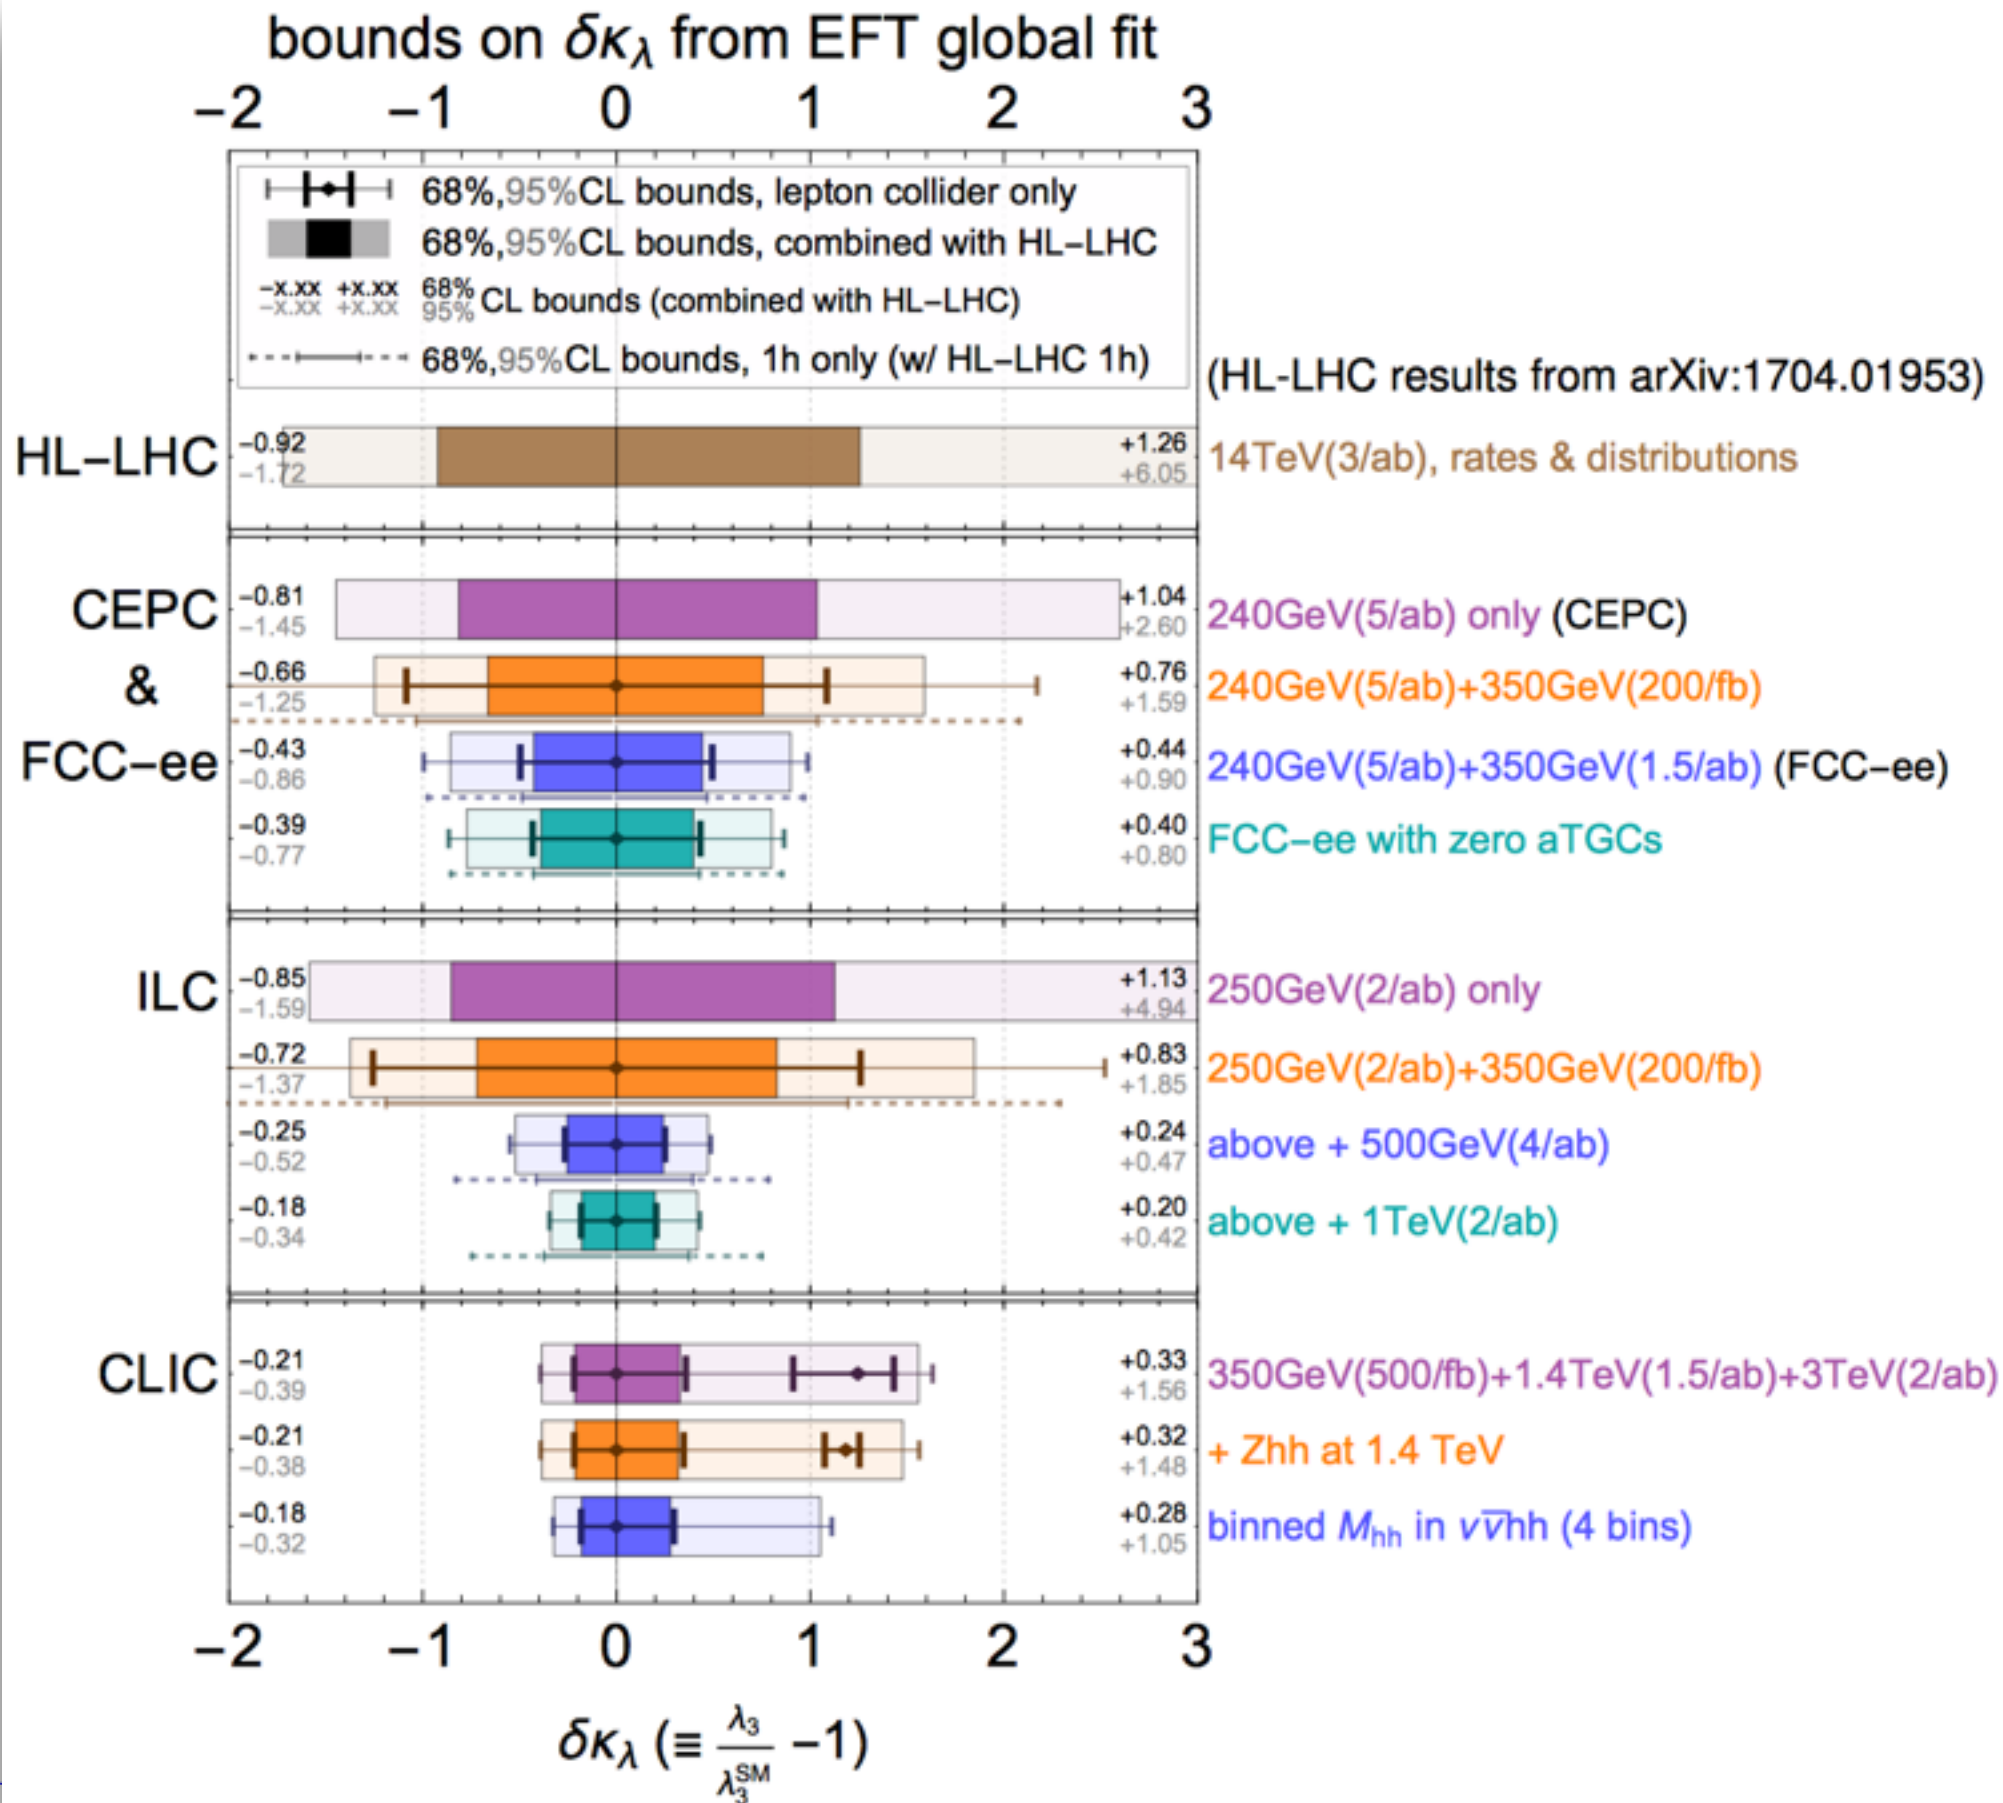 bounds on δκλ from EFT global fit
−2 −1 0 1 2 3
68%,95%CL bounds, lepton collider only
68%,95%CL bounds, combined with HL−LHC
−x.xx +x.xx 68%
−x.xx +x.xx 95% CL bounds (combined with HL−LHC)
68%,95%CL bounds, 1h only (w/ HL−LHC 1h)
(HL-LHC results from arXiv:1704.01953)
HL−LHC −0.92 +1.26 14TeV(3/ab), rates & distributions
−1.72 +6.05
CEPC −0.81 +1.04 240GeV(5/ab) only (CEPC)
−1.45 +2.60
& −0.66 +0.76 240GeV(5/ab)+350GeV(200/fb)
−1.25 +1.59
FCC−ee −0.43 +0.44 240GeV(5/ab)+350GeV(1.5/ab) (FCC−ee)
−0.86 +0.90
−0.39 +0.40 FCC−ee with zero aTGCs
−0.77 +0.80
ILC −0.85 +1.13 250GeV(2/ab) only
−1.59 +4.94
−0.72 +0.83 250GeV(2/ab)+350GeV(200/fb)
−1.37 +1.85
−0.25 +0.24 above + 500GeV(4/ab)
−0.52 +0.47
−0.18 +0.20 above + 1TeV(2/ab)
−0.34 +0.42
CLIC −0.21 +0.33 350GeV(500/fb)+1.4TeV(1.5/ab)+3TeV(2/ab)
−0.39 +1.56
−0.21 +0.32 + Zhh at 1.4 TeV
−0.38 +1.48
−0.18 +0.28 binned Mhh in νν̅hh (4 bins)
−0.32 +1.05
−2 −1 0 1 2 3
δκλ (≡ λ3/λ3SM −1)